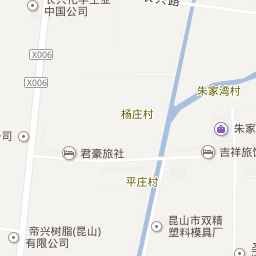 长兴化学工业
中国公司
长兴路
X006
X006
朱家湾村
杨庄村
朱家
公司
君豪旅社
吉祥旅馆
平庄村
昆山市双精
塑料模具厂
帝兴树脂(昆山)
有限公司